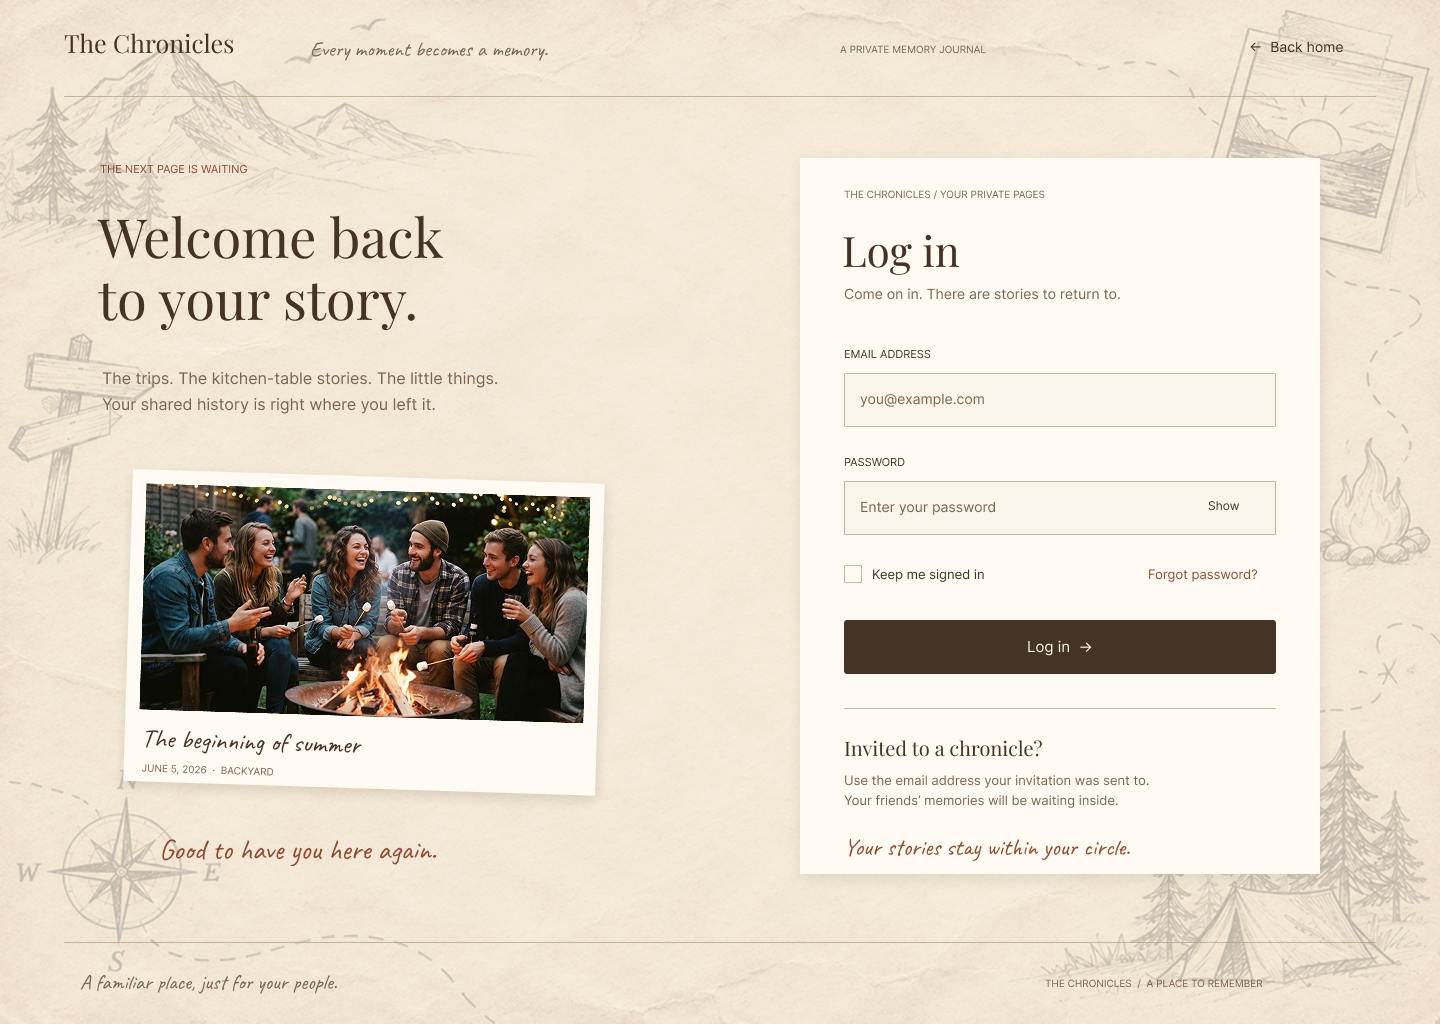 The Chronicles
Every moment becomes a memory.
A PRIVATE MEMORY JOURNAL
← Back home
THE NEXT PAGE IS WAITING
Welcome back
to your story.
The trips. The kitchen-table stories. The little things.
Your shared history is right where you left it.
The beginning of summer
JUNE 5, 2026 · BACKYARD
N
W
E
S
Good to have you here again.
THE CHRONICLES / YOUR PRIVATE PAGES
Log in
Come on in. There are stories to return to.
EMAIL ADDRESS
you@example.com
PASSWORD
Enter your password
Show
Keep me signed in
Forgot password?
Log in →
Invited to a chronicle?
Use the email address your invitation was sent to.
Your friends’ memories will be waiting inside.
Your stories stay within your circle.
A familiar place, just for your people.
THE CHRONICLES / A PLACE TO REMEMBER